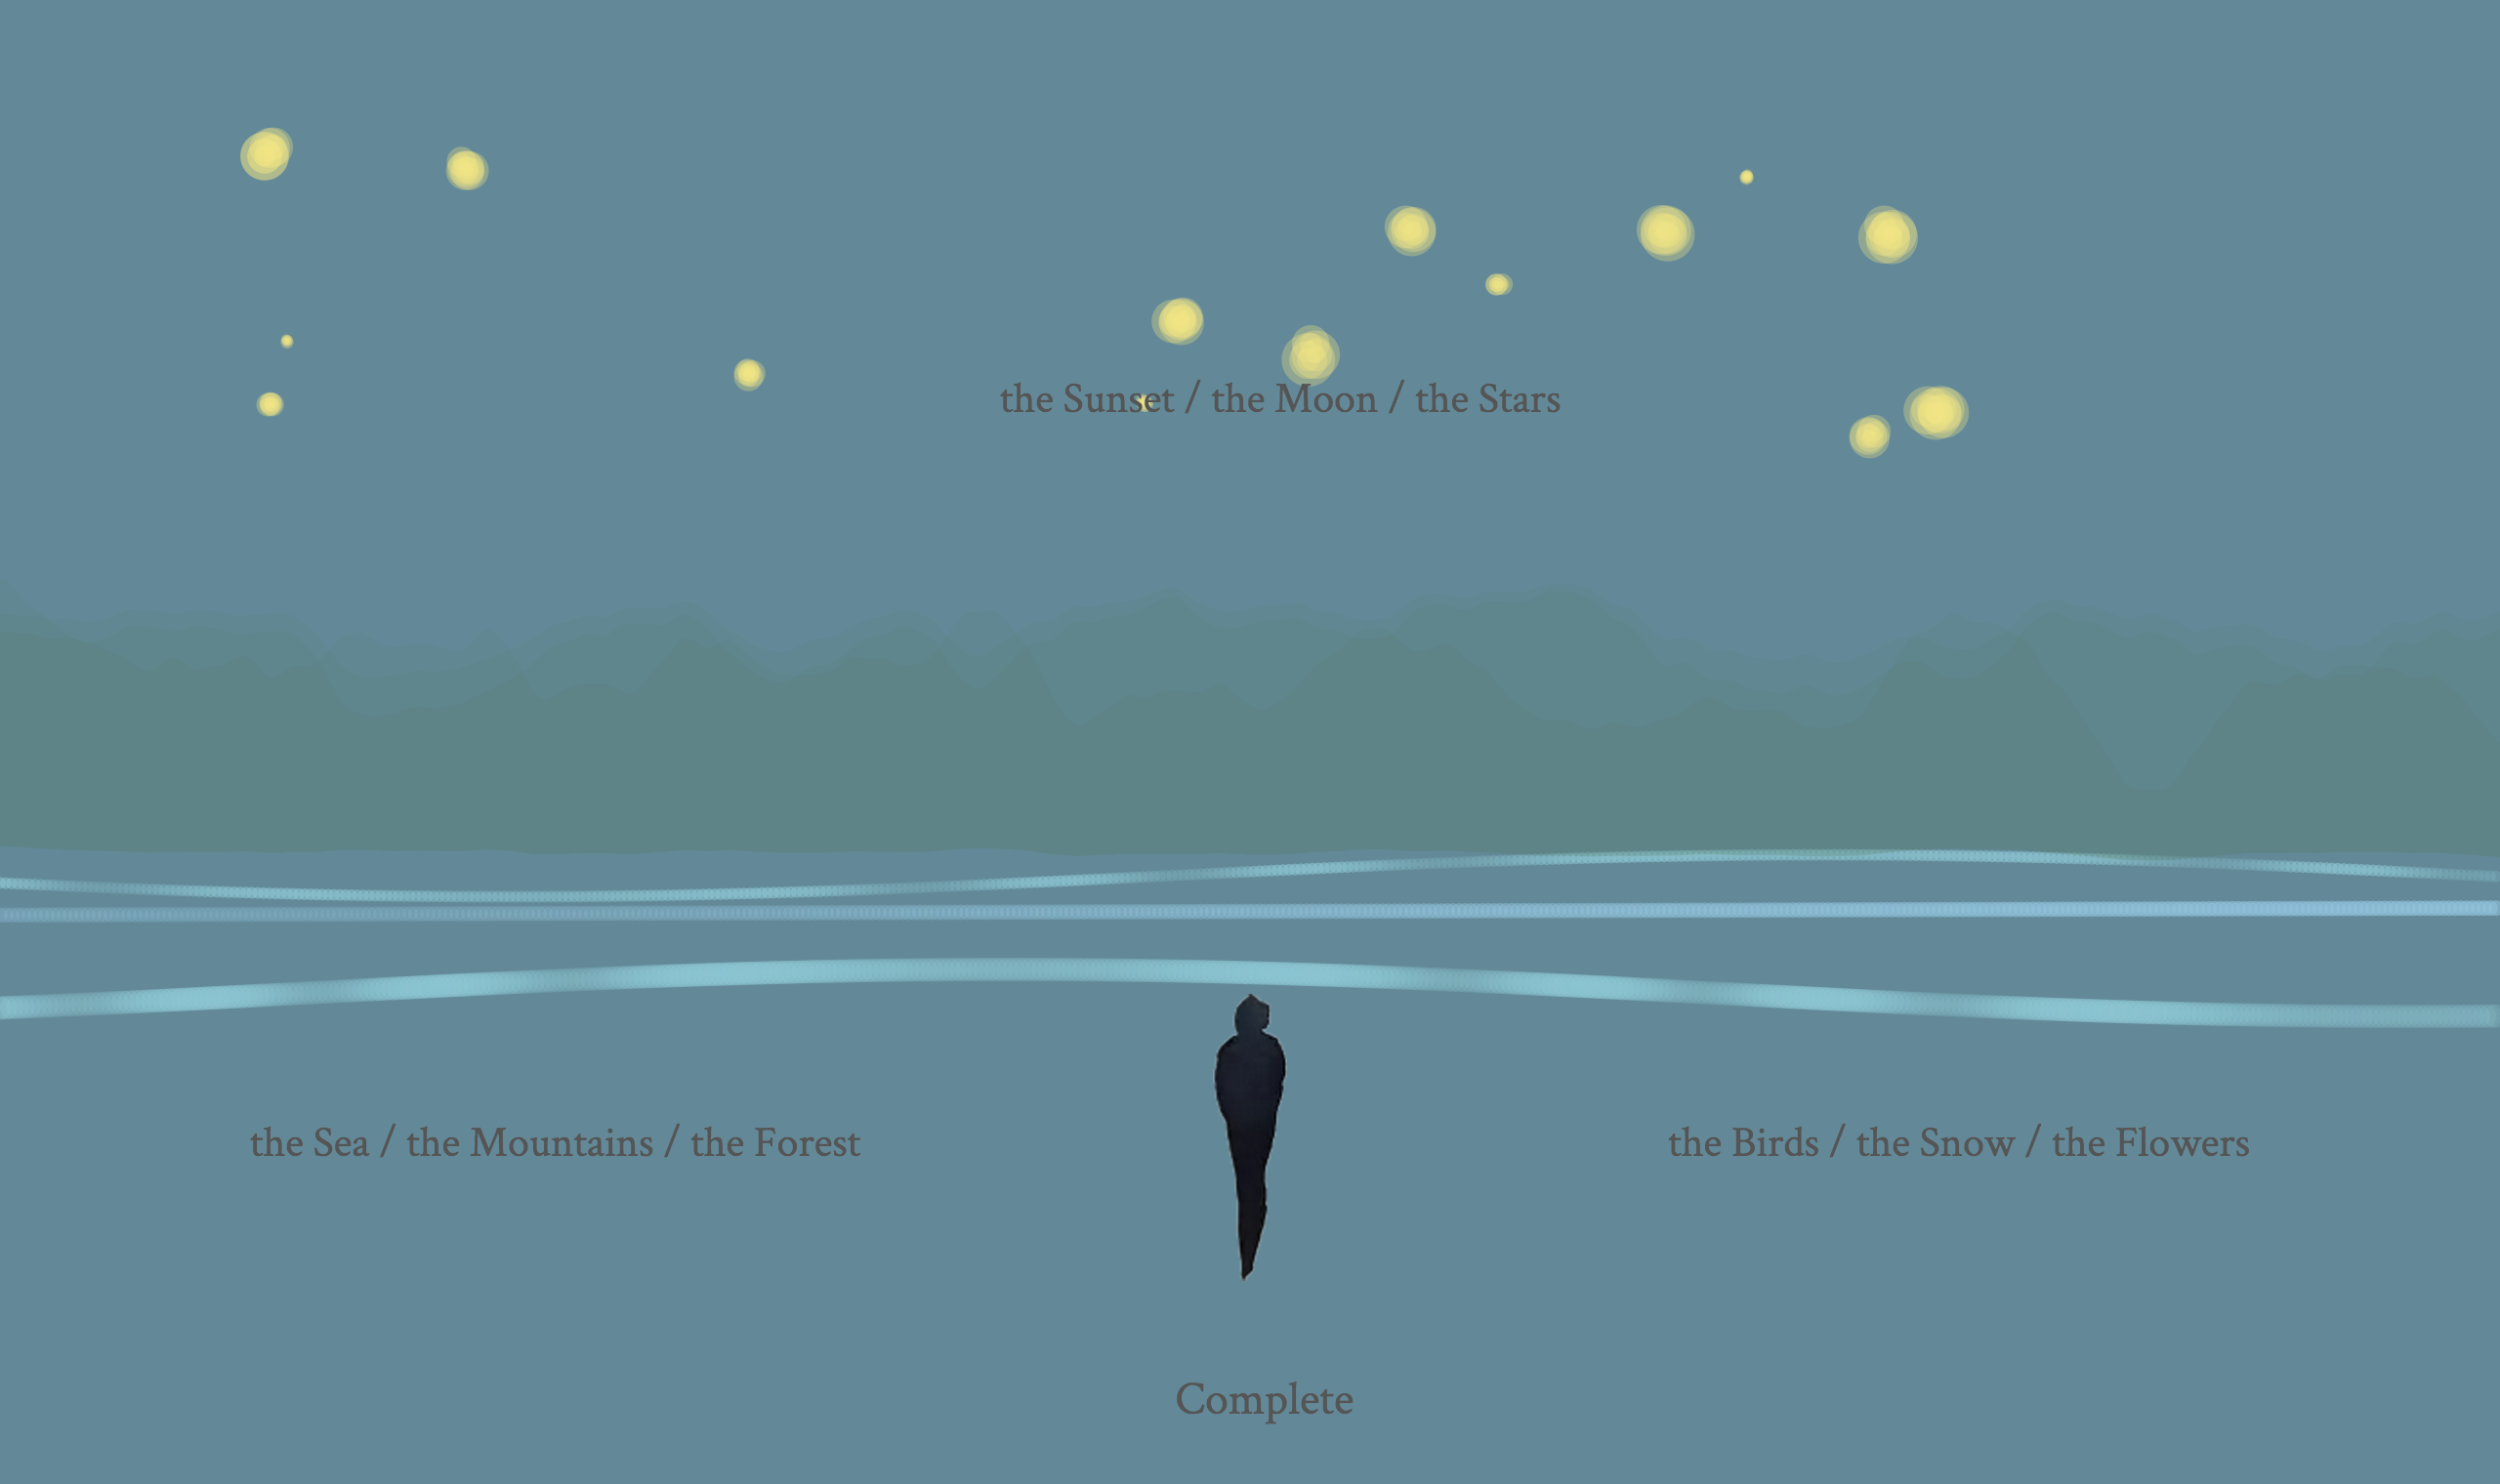 the Sunset / the Moon / the Stars
the Sea / the Mountains / the Forest
the Birds / the Snow / the Flowers
Complete